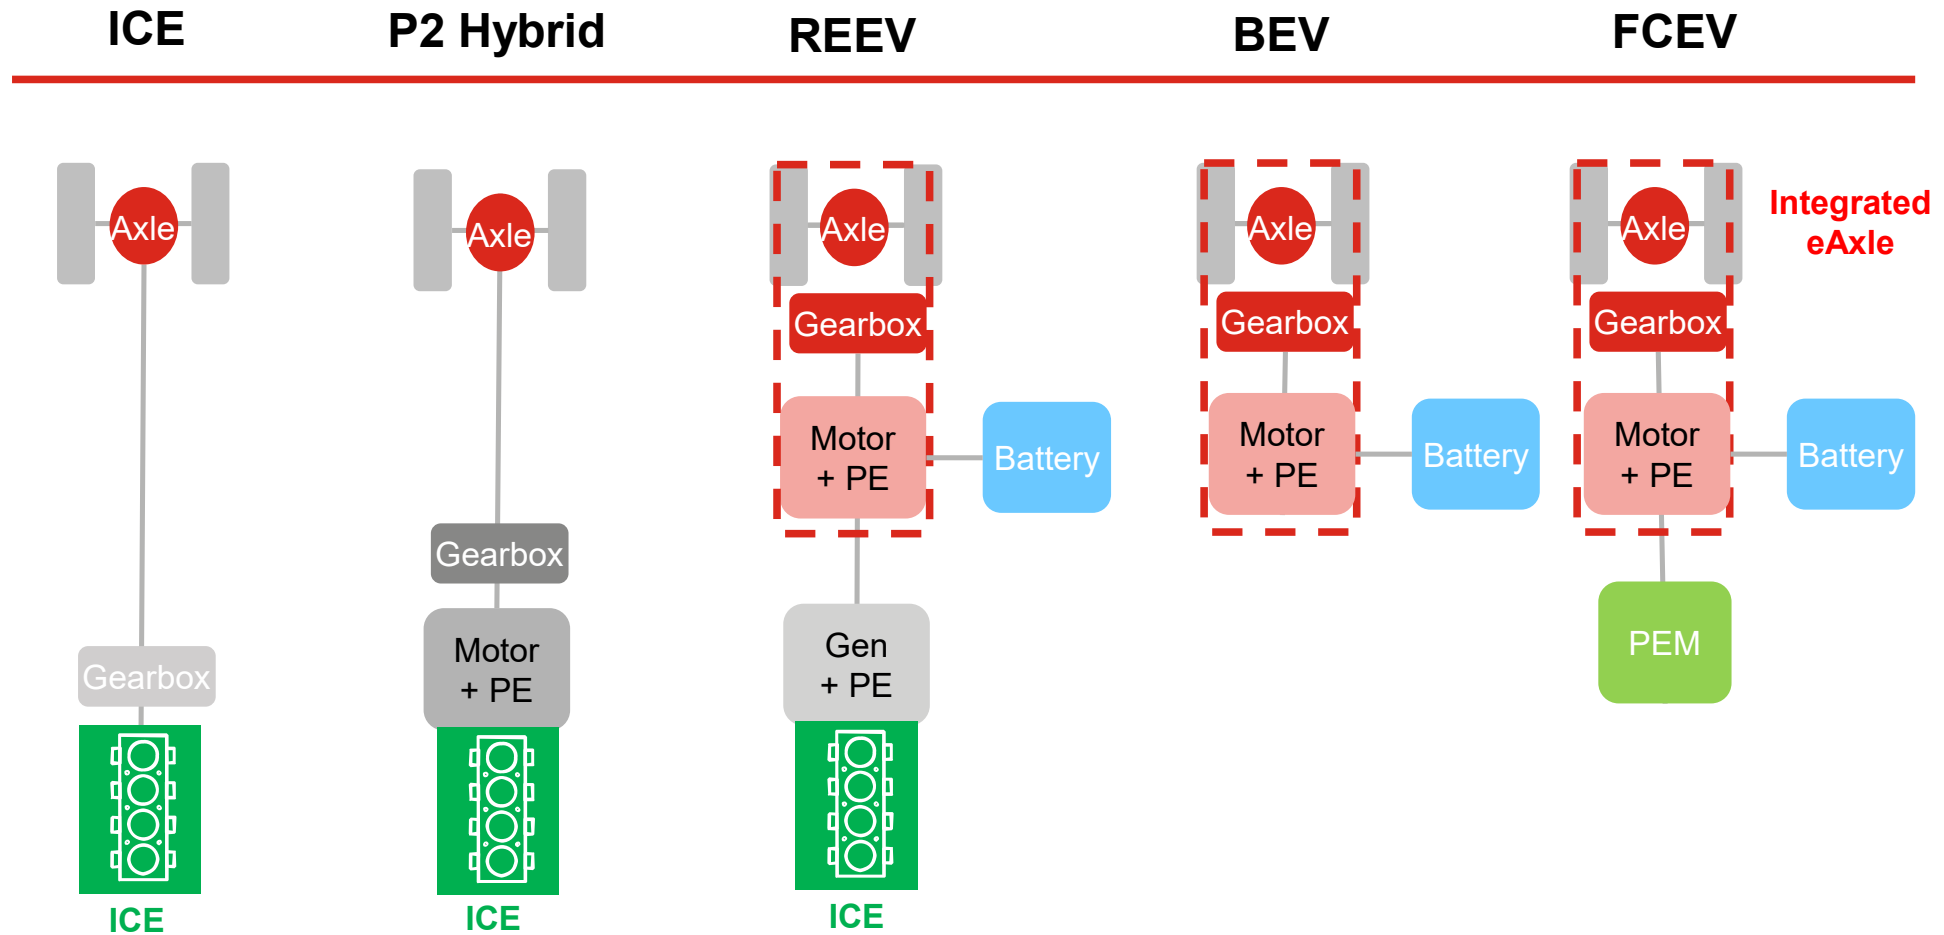 ICE
P2 Hybrid
REEV
BEV
FCEV
Axle
Gearbox
ICE
Axle
Gearbox
Motor
+ PE
ICE
Axle
Gearbox
Motor
+ PE
Battery
Gen
+ PE
ICE
Axle
Gearbox
Motor
+ PE
Battery
Axle
Gearbox
Motor
+ PE
Battery
PEM
Integrated
eAxle